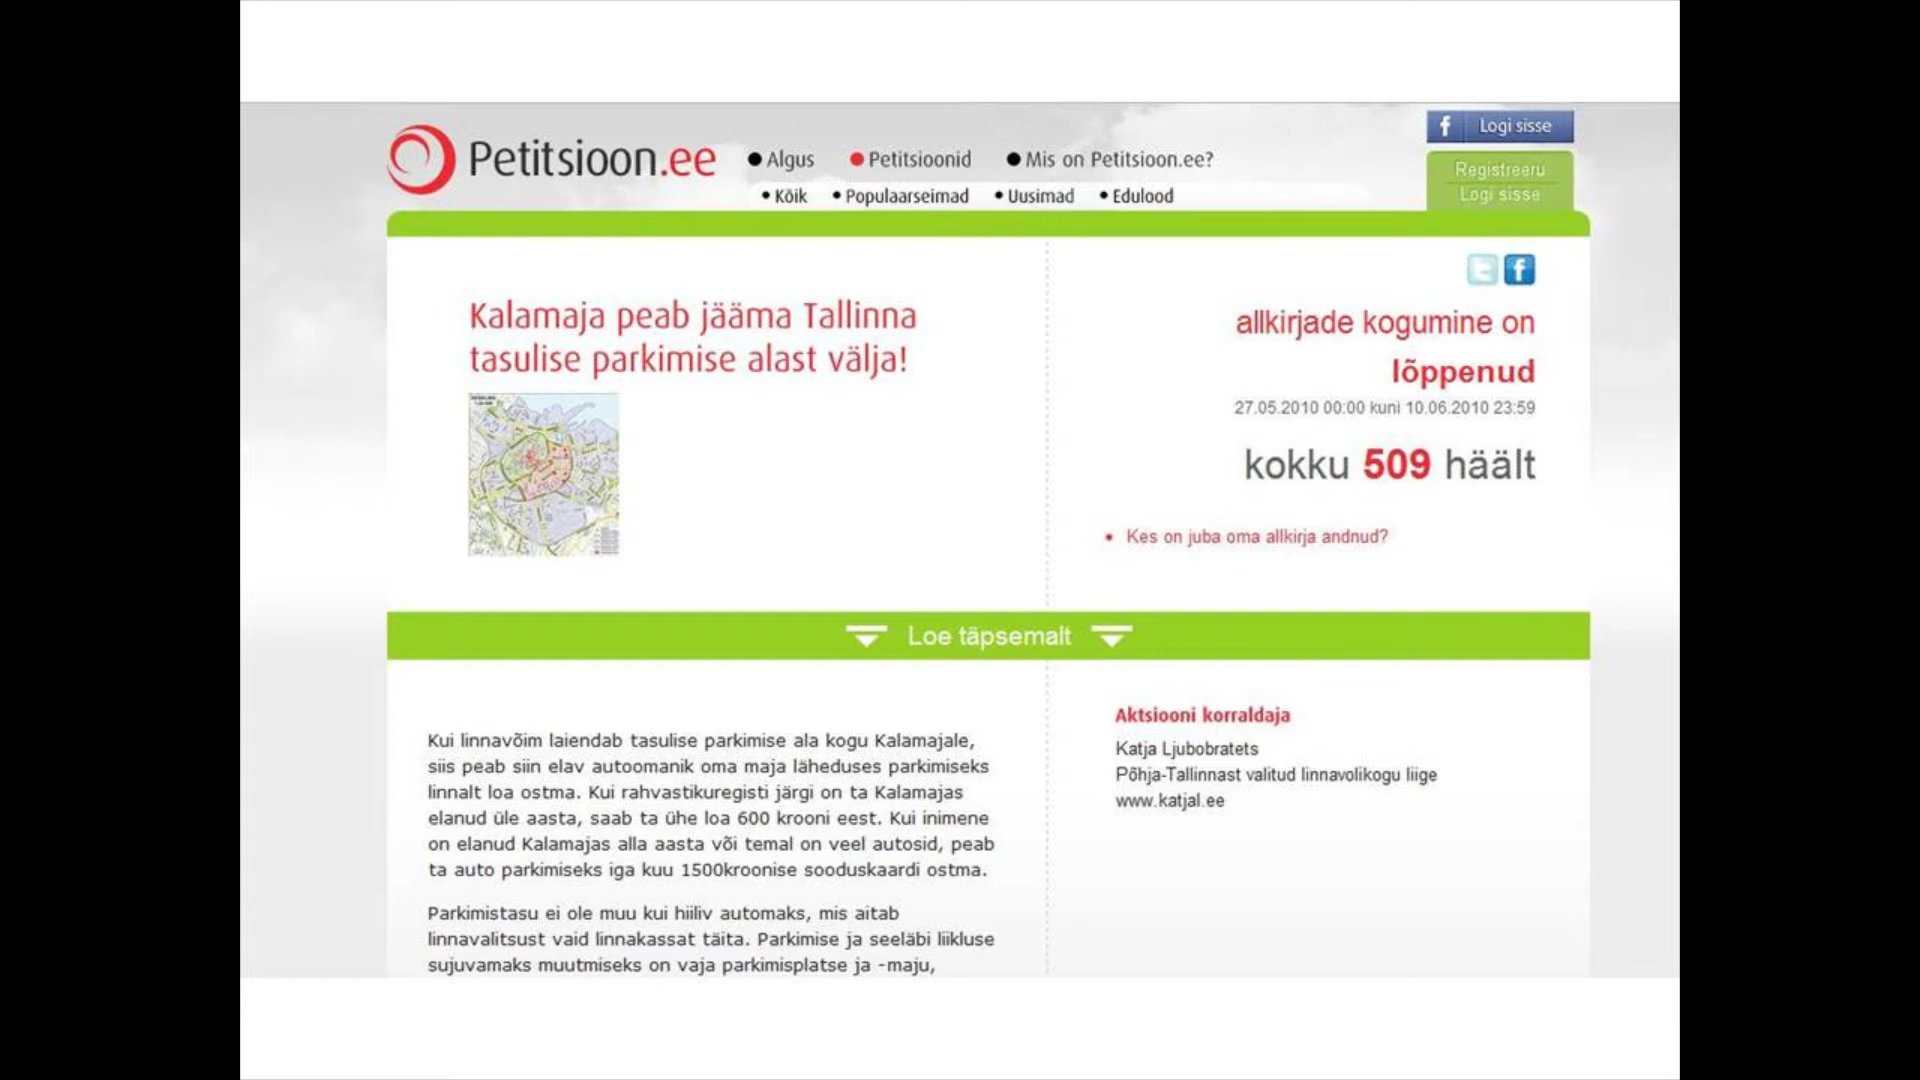 Petitsioon.ee
Algus Petitsioonid Mis on Petitsioon.ee?
Kõik Populaarseimad Uusimad Edulood
f Logi sisse
Registreeru
Logi sisse
t f
Kalamaja peab jääma Tallinna
tasulise parkimise alast välja!
allkirjade kogumine on
lõppenud
27.05.2010 00:00 kuni 10.06.2010 23:59
kokku 509 häält
Kes on juba oma allkirja andnud?
Loe täpsemalt
Kui linnavõim laiendab tasulise parkimise ala kogu Kalamajale,
siis peab siin elav autoomanik oma maja läheduses parkimiseks
linnalt loa ostma. Kui rahvastikuregisti järgi on ta Kalamajas
elanud üle aasta, saab ta ühe loa 600 krooni eest. Kui inimene
on elanud Kalamajas alla aasta või temal on veel autosid, peab
ta auto parkimiseks iga kuu 1500kroonise sooduskaardi ostma.
Parkimistasu ei ole muu kui hiiliv automaks, mis aitab
linnavalitsust vaid linnakassat täita. Parkimise ja seeläbi liikluse
sujuvamaks muutmiseks on vaja parkimisplatse ja -maju,
Aktsiooni korraldaja
Katja Ljubobratets
Põhja-Tallinnast valitud linnavolikogu liige
www.katjal.ee